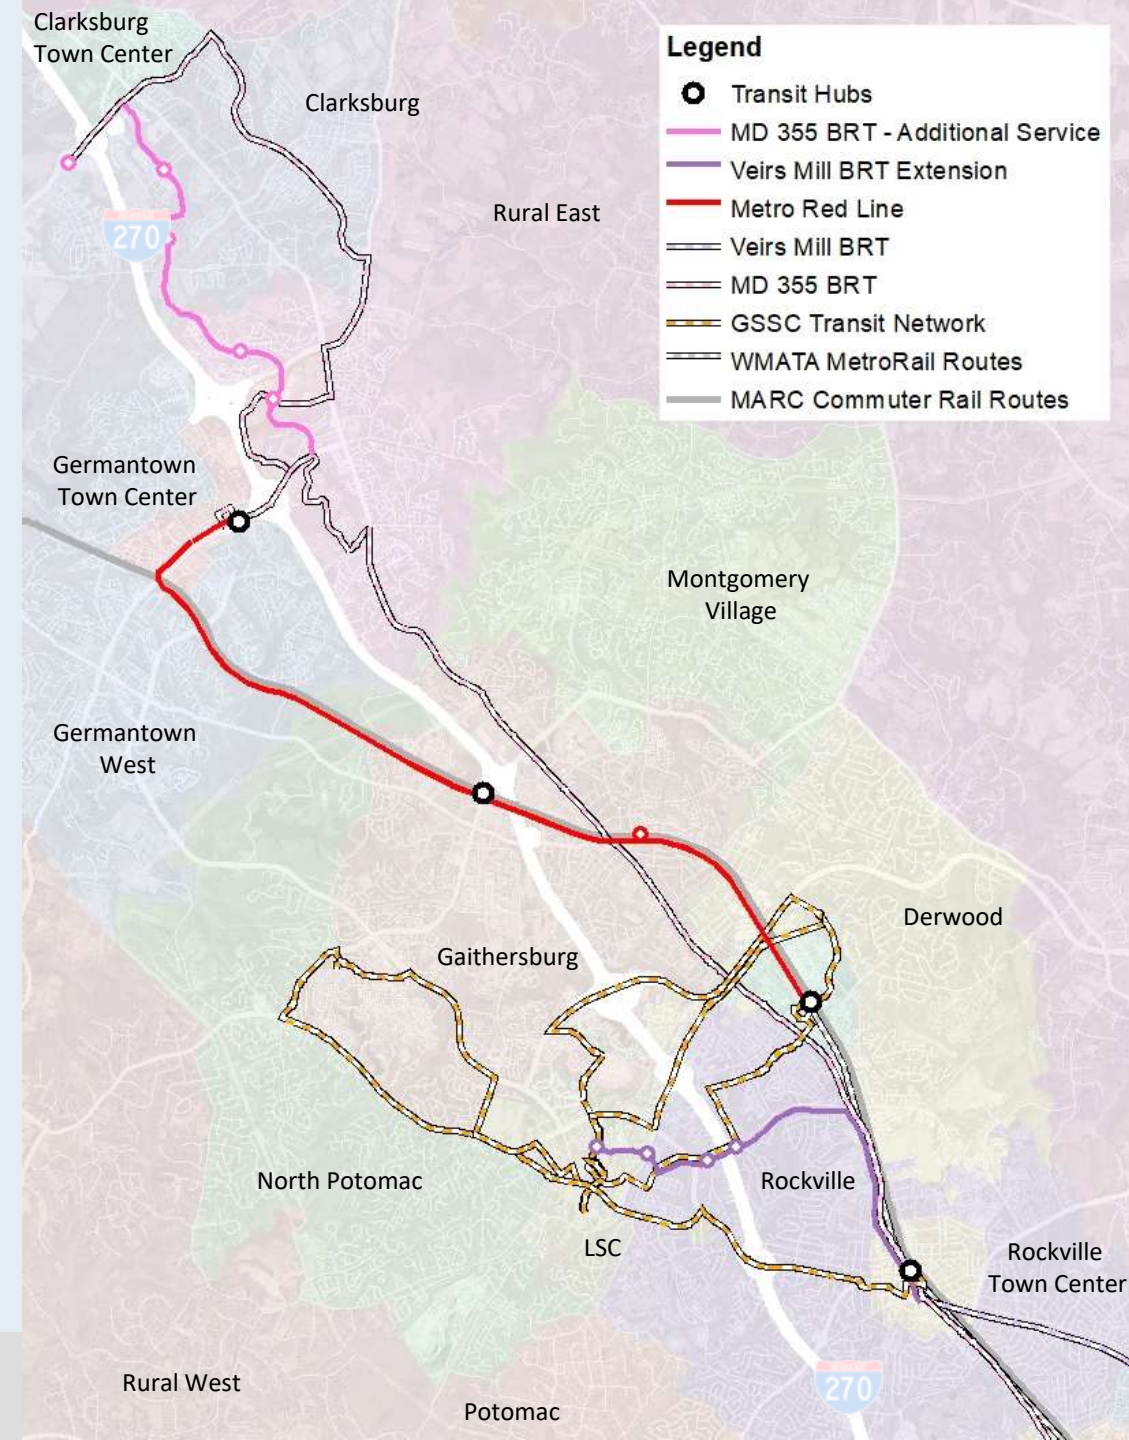 Clarksburg
Town Center
Clarksburg
Legend
Transit Hubs
MD 355 BRT - Additional Service
Veirs Mill BRT Extension
Metro Red Line
Veirs Mill BRT
MD 355 BRT
GSSC Transit Network
WMATA MetroRail Routes
MARC Commuter Rail Routes
Rural East
270
Germantown
Town Center
Montgomery
Village
Germantown
West
Derwood
Gaithersburg
North Potomac
Rockville
LSC
Rockville
Town Center
Rural West
270
Potomac